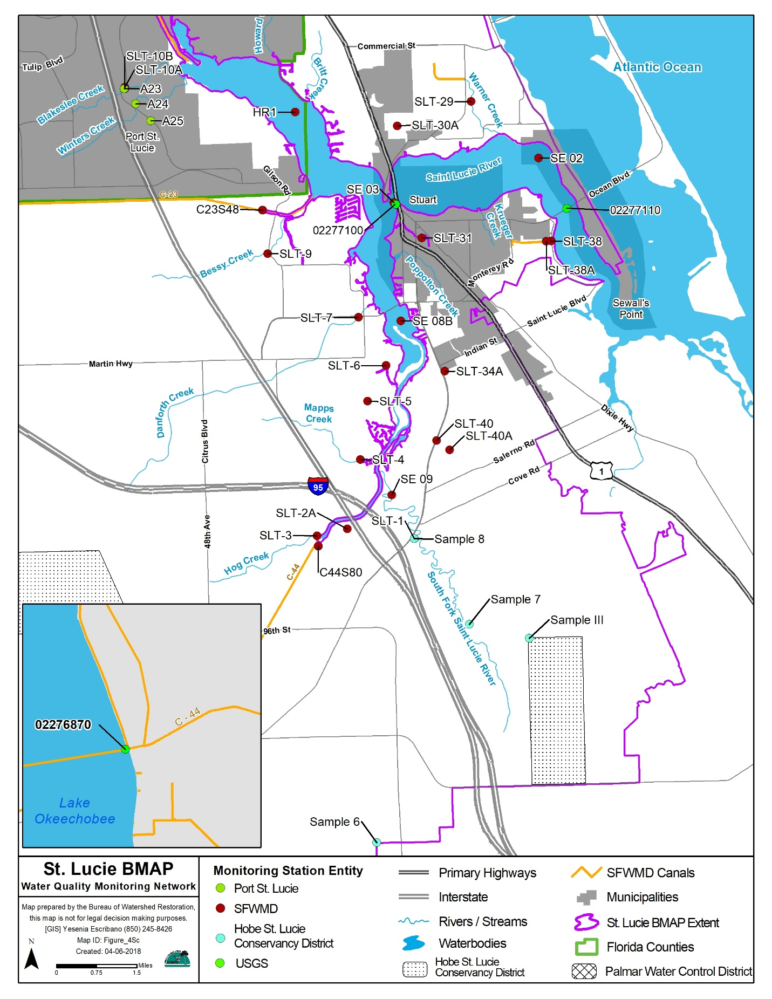 Howard
Commercial St
Tulip Blvd
SLT-10B
SLT-10A
A23
A24
A25
Blakeslee Creek
Winters Creek
Port St.
Lucie
Britt Creek
HR1
Warner Creek
SLT-29
SLT-30A
Atlantic Ocean
SE 02
Saint Lucie River
Ocean Blvd
Gilson Rd
C-23
SE 03
Stuart
C23S48
02277110
02277100
Krueger
Creek
SLT-31
SLT-38
SLT-38A
SLT-9
Bessy Creek
Poppolton Creek
Monterey Rd
Sewall's
Point
Saint Lucie Blvd
SLT-7
SE 08B
Indian St
Martin Hwy
SLT-6
SLT-34A
Danforth Creek
SLT-5
Mapps
Creek
Dixie Hwy
SLT-40
SLT-40A
Citrus Blvd
Salerno Rd
SLT-4
Cove Rd
1
95
SE 09
SLT-2A
SLT-1
48th Ave
SLT-3
Sample 8
Hog Creek
C-44
C44S80
South Fork Saint Lucie River
Sample 7
Sample III
96th St
02276870
C - 44
Lake
Okeechobee
Sample 6
St. Lucie BMAP
Water Quality Monitoring Network
Map prepared by the Bureau of Watershed Restoration,
this map is not for legal decision making purposes.
[GIS] Yesenia Escribano (850) 245-8426
Map ID: Figure_4Sc
Created: 04-06-2018
N
Miles
0 0.75 1.5
Monitoring Station Entity
Port St. Lucie
SFWMD
Hobe St. Lucie
Conservancy District
USGS
Primary Highways
Interstate
Rivers / Streams
Waterbodies
Hobe St. Lucie
Conservancy District
SFWMD Canals
Municipalities
St. Lucie BMAP Extent
Florida Counties
Palmar Water Control District